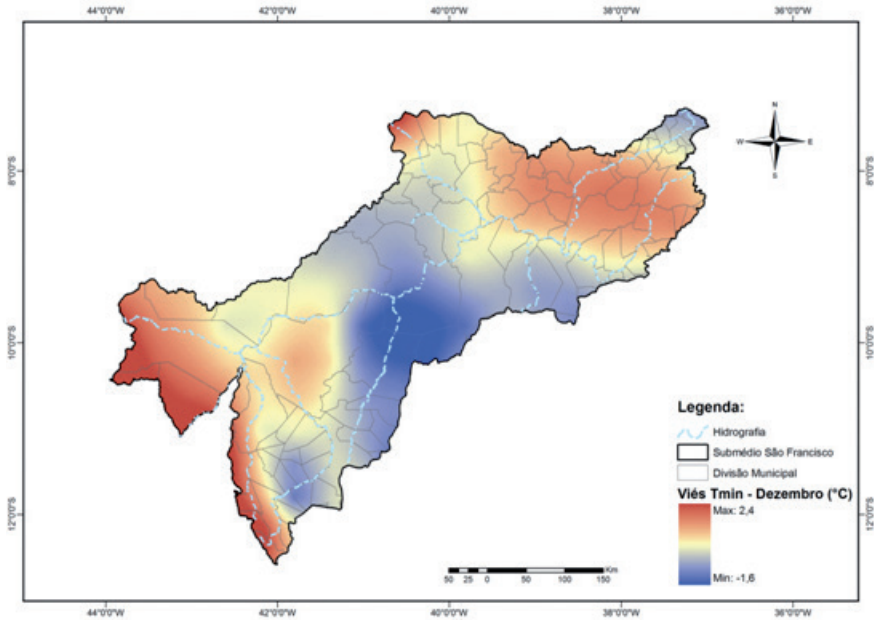 44°0'0"W 42°0'0"W 40°0'0"W 38°0'0"W 36°0'0"W
N
W E
S
8°0'0"S 8°0'0"S
10°0'0"S 10°0'0"S
12°0'0"S 12°0'0"S
Legenda:
Hidrografia
Submédio São Francisco
Divisão Municipal
Viés Tmin - Dezembro (°C)
Max: 2,4
Min: -1,6
Km
50 25 0 50 100 150
44°0'0"W 42°0'0"W 40°0'0"W 38°0'0"W 36°0'0"W